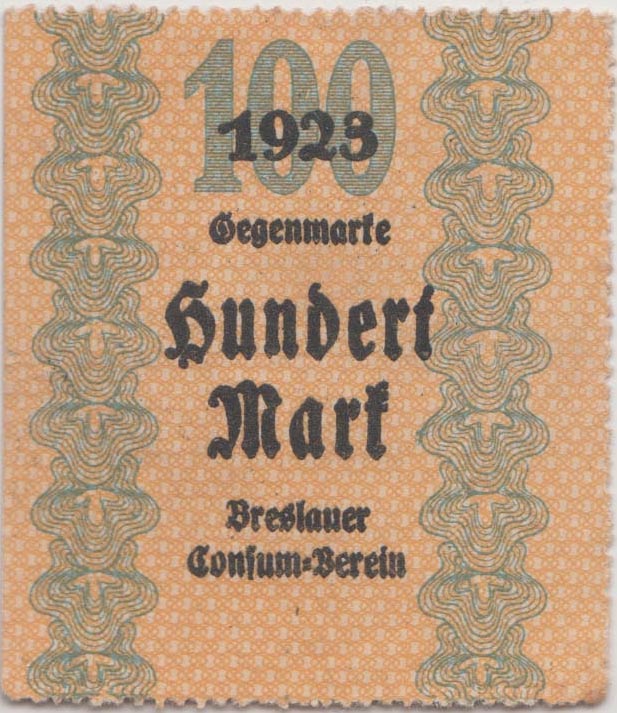 100
1923
Gegenmarke
Hundert
Mark
Breslauer
Consum-Verein